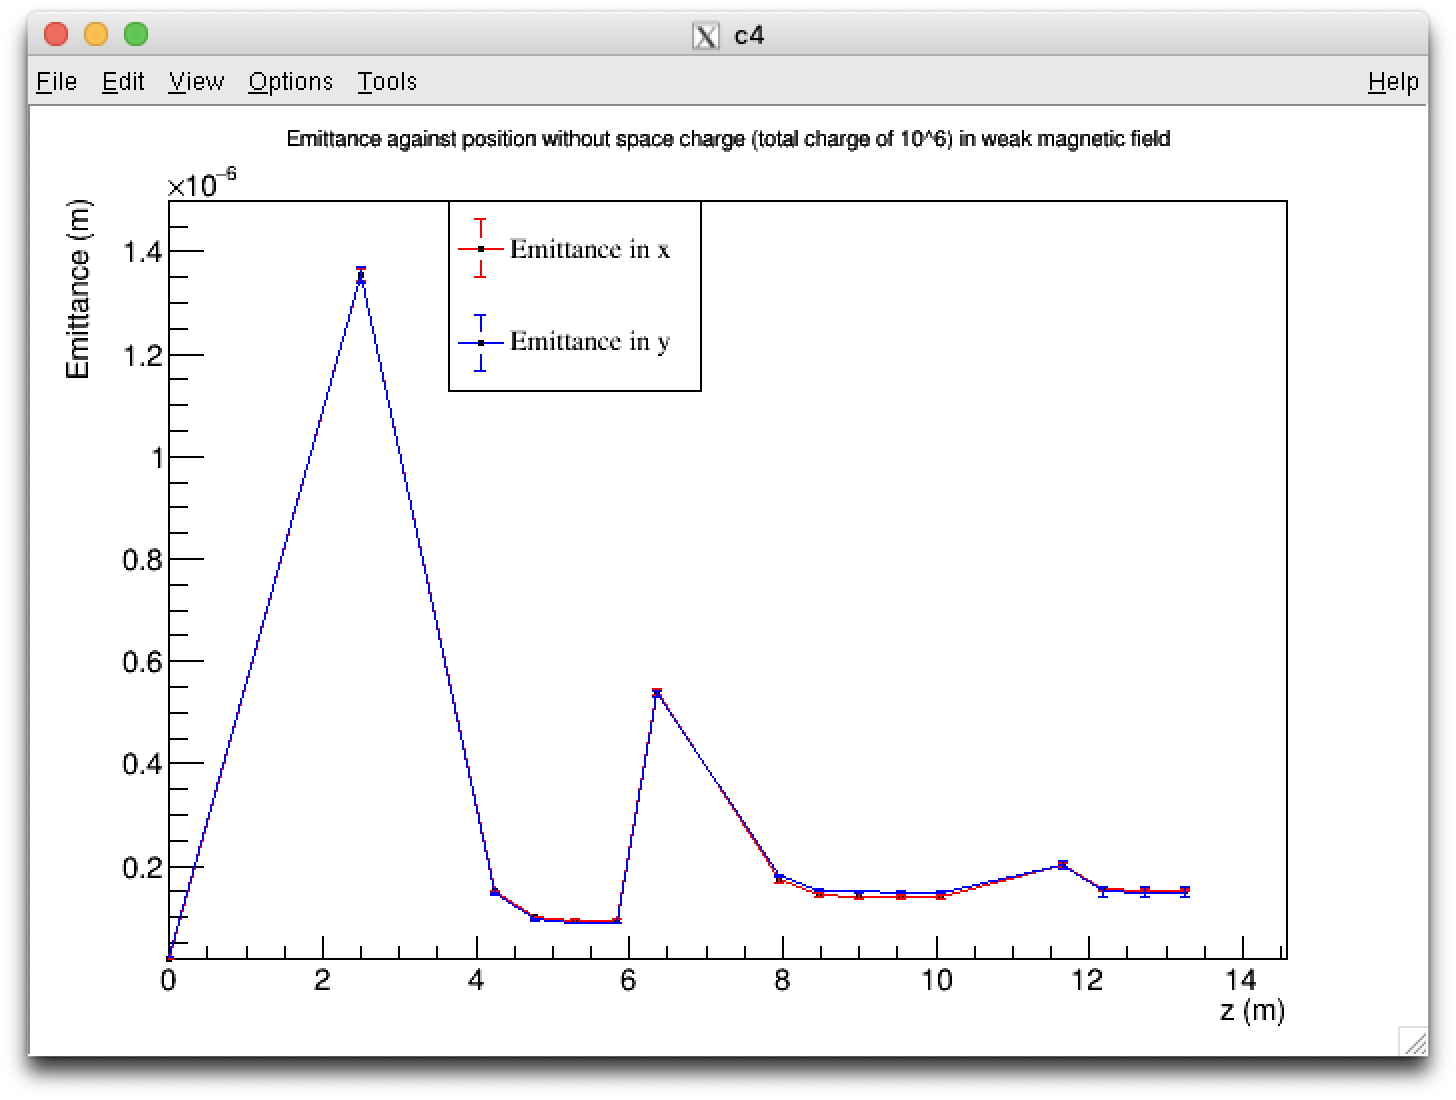 c4
File Edit View Options Tools Help
Emittance against position without space charge (total charge of 10^6) in weak magnetic field
×10⁻⁶
Emittance (m)
Emittance in x
Emittance in y
1.4
1.2
1
0.8
0.6
0.4
0.2
0 2 4 6 8 10 12 14
z (m)